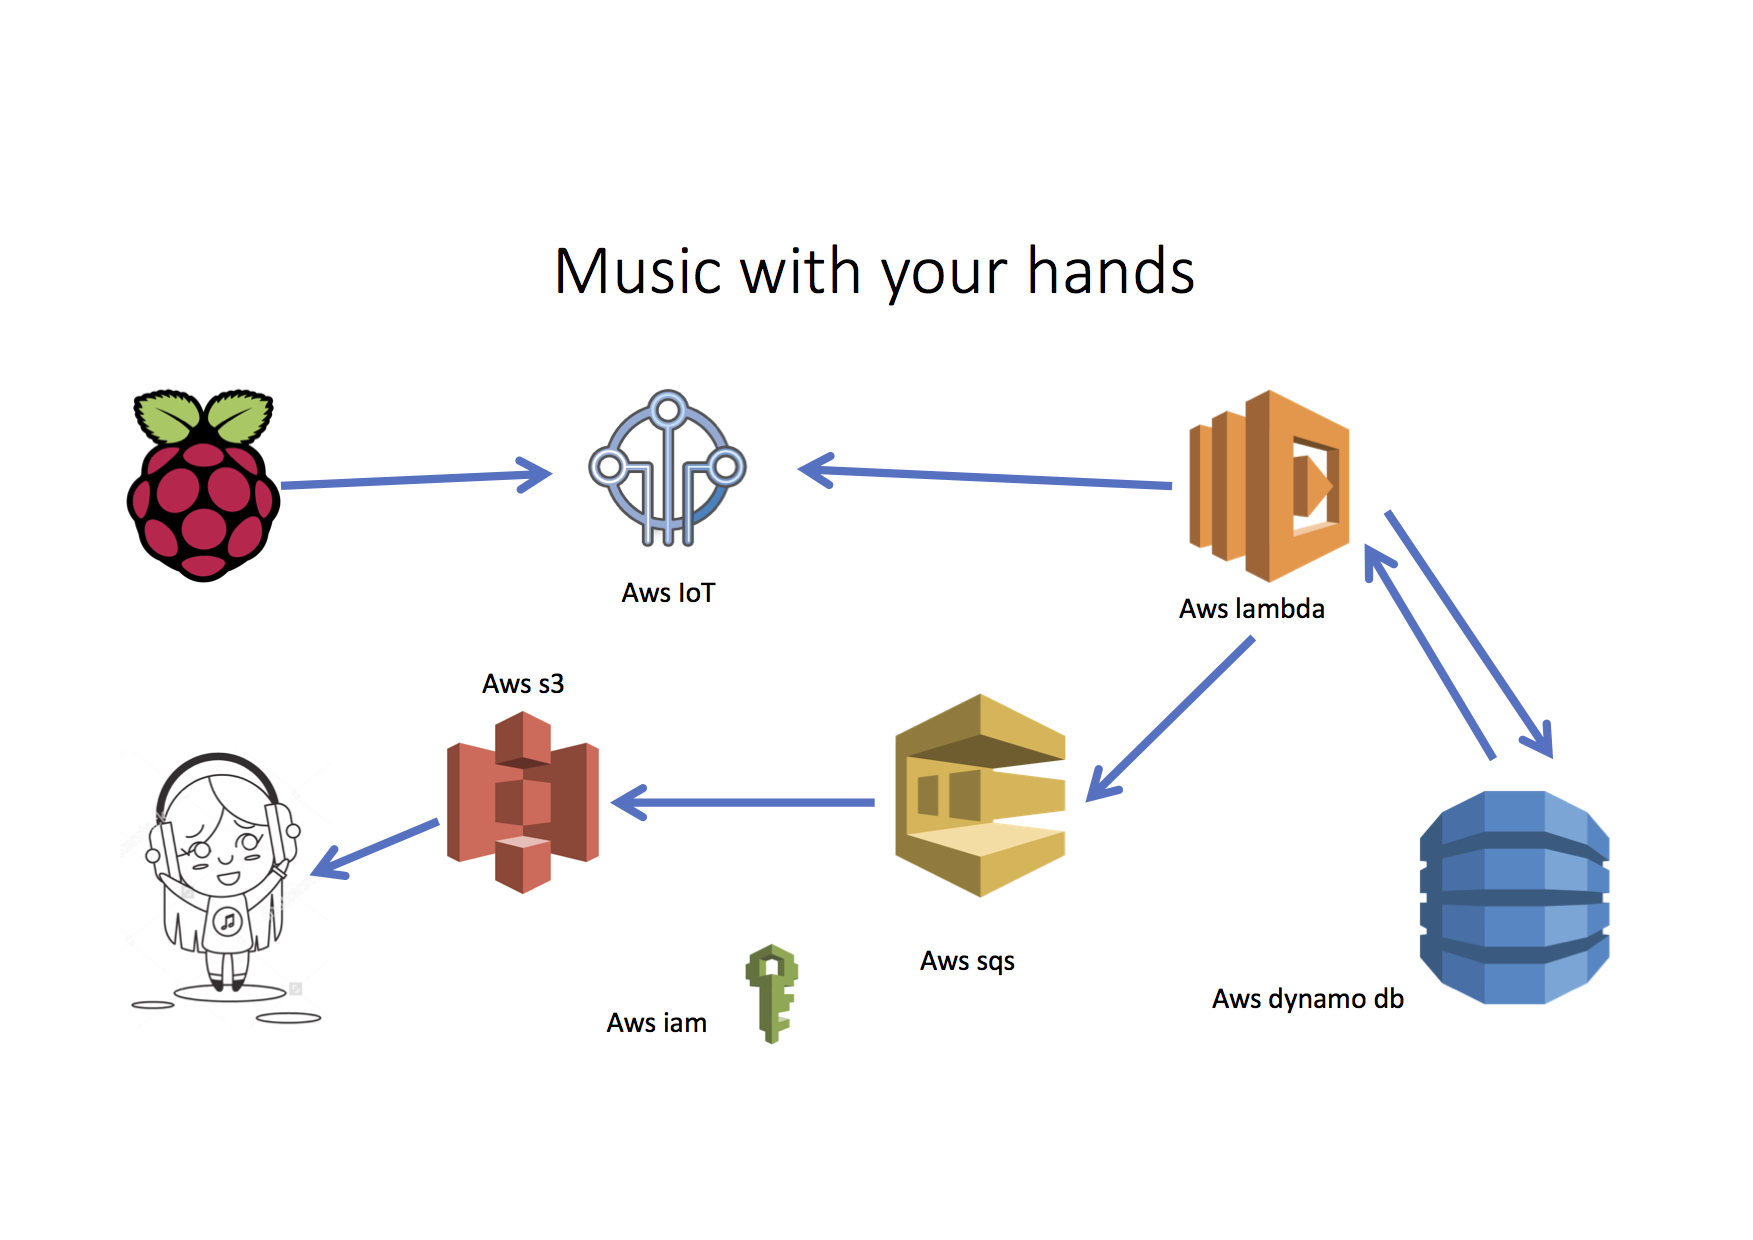 Music with your hands
Aws IoT
Aws lambda
Aws s3
Aws sqs
Aws dynamo db
Aws iam